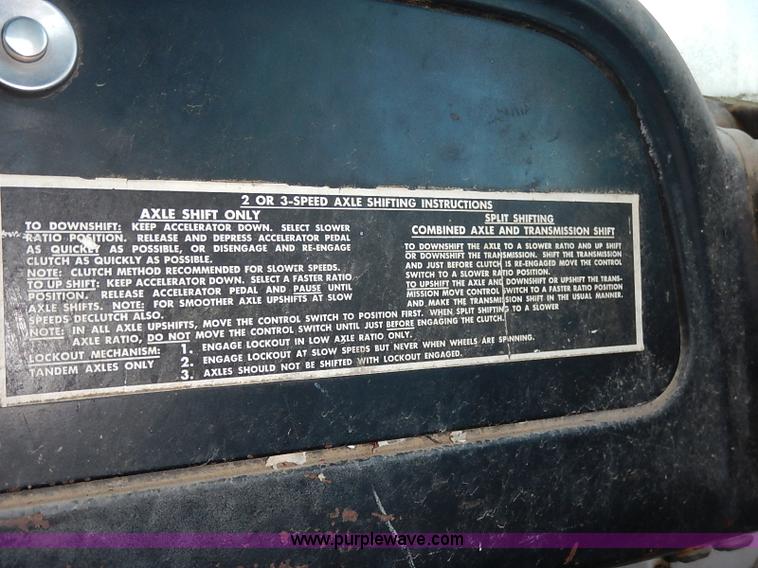 2 OR 3-SPEED AXLE SHIFTING INSTRUCTIONS
AXLE SHIFT ONLY
TO DOWNSHIFT: KEEP ACCELERATOR DOWN. SELECT SLOWER
RATIO POSITION. RELEASE AND DEPRESS ACCELERATOR PEDAL
AS QUICKLY AS POSSIBLE, OR DISENGAGE AND RE-ENGAGE
CLUTCH AS QUICKLY AS POSSIBLE.
NOTE: CLUTCH METHOD RECOMMENDED FOR SLOWER SPEEDS.
TO UP SHIFT: KEEP ACCELERATOR DOWN. SELECT A FASTER RATIO
POSITION. RELEASE ACCELERATOR PEDAL AND PAUSE UNTIL
AXLE SHIFTS. NOTE: FOR SMOOTHER AXLE UPSHIFTS AT SLOW
SPEEDS DECLUTCH ALSO.
SPLIT SHIFTING
COMBINED AXLE AND TRANSMISSION SHIFT
TO DOWNSHIFT THE AXLE TO A SLOWER RATIO AND UP SHIFT
OR DOWNSHIFT THE TRANSMISSION. SHIFT THE TRANSMISSION
AND JUST BEFORE CLUTCH IS RE-ENGAGED MOVE THE CONTROL
SWITCH TO A SLOWER RATIO POSITION.
TO UPSHIFT THE AXLE AND DOWNSHIFT OR UPSHIFT THE TRANS-
MISSION MOVE CONTROL SWITCH TO A FASTER RATIO POSITION
AND MAKE THE TRANSMISSION SHIFT IN THE USUAL MANNER.
NOTE: IN ALL AXLE UPSHIFTS, MOVE THE CONTROL SWITCH TO POSITION FIRST. WHEN SPLIT SHIFTING TO A SLOWER
AXLE RATIO, DO NOT MOVE THE CONTROL SWITCH UNTIL JUST BEFORE ENGAGING THE CLUTCH.
LOCKOUT MECHANISM: 1. ENGAGE LOCKOUT IN LOW AXLE RATIO ONLY.
TANDEM AXLES ONLY 2. ENGAGE LOCKOUT AT SLOW SPEEDS BUT NEVER WHEN WHEELS ARE SPINNING.
3. AXLES SHOULD NOT BE SHIFTED WITH LOCKOUT ENGAGED.
www.purplewave.com